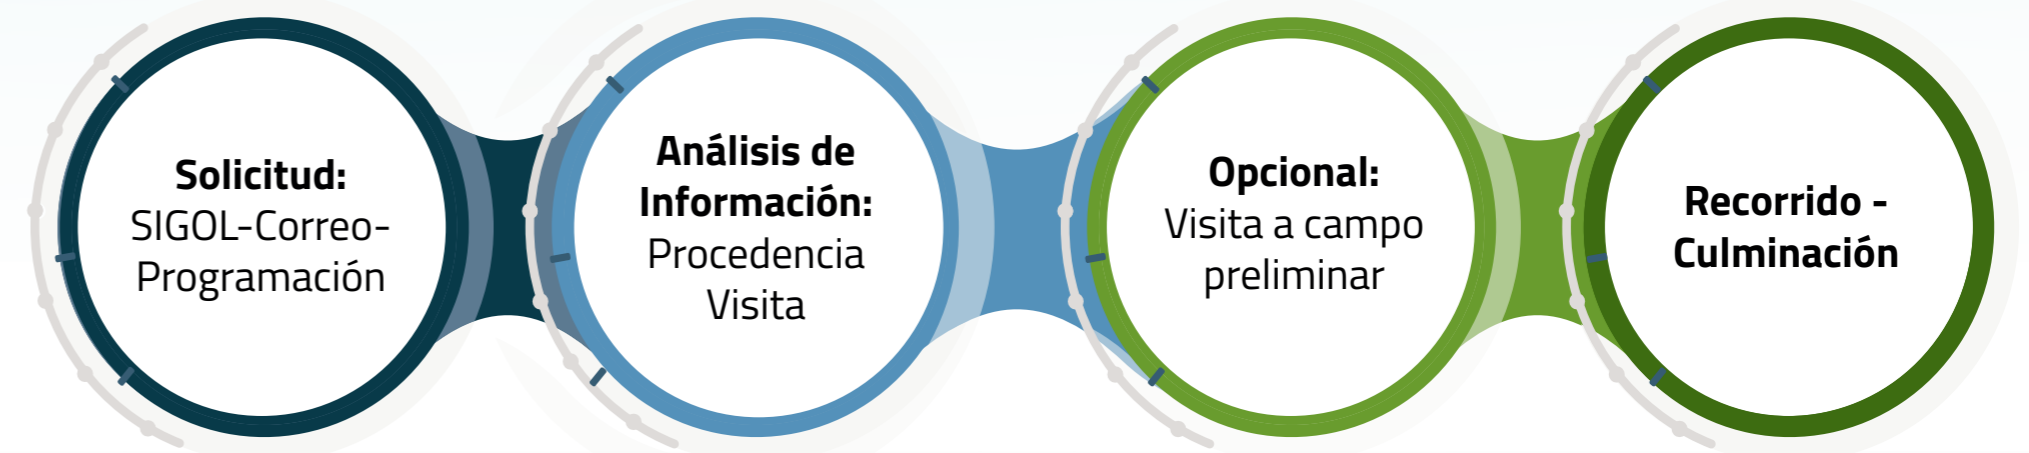 Solicitud:
SIGOL-Correo-
Programación
Análisis de
Información:
Procedencia
Visita
Opcional:
Visita a campo
preliminar
Recorrido -
Culminación